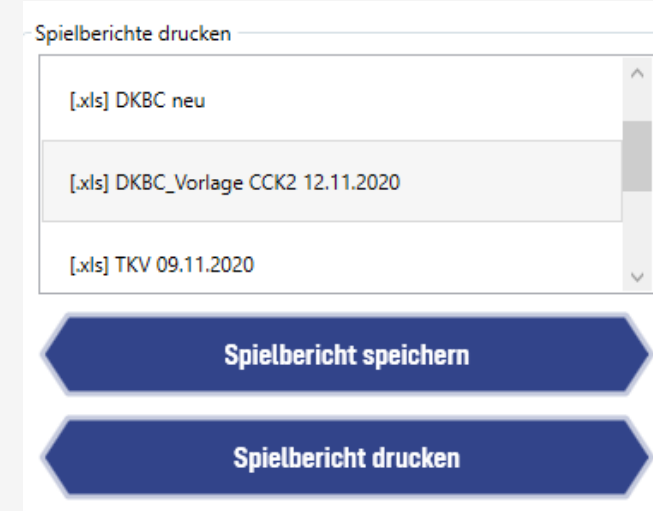 Spielberichte drucken
[.xls] DKBC neu
[.xls] DKBC_Vorlage CCK2 12.11.2020
[.xls] TKV 09.11.2020
Spielbericht speichern
Spielbericht drucken